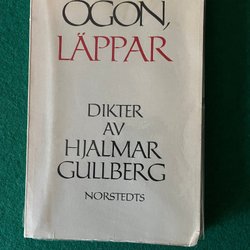 ÖGON,
LÄPPAR
DIKTER
AV
HJALMAR
GULLBERG
NORSTEDTS